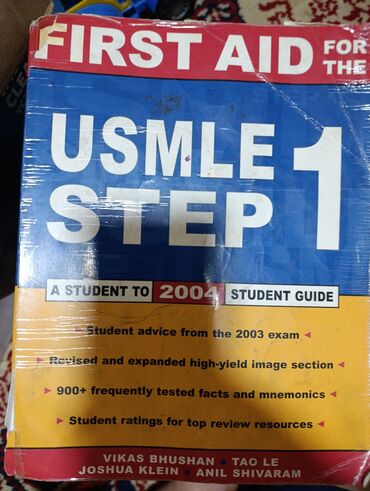 FIRST AID FOR
THE
USMLE
STEP 1
A STUDENT TO 2004 STUDENT GUIDE
Student advice from the 2003 exam
Revised and expanded high-yield image section
900+ frequently tested facts and mnemonics
Student ratings for top review resources
VIKAS BHUSHAN ▪ TAO LE
JOSHUA KLEIN ▪ ANIL SHIVARAM